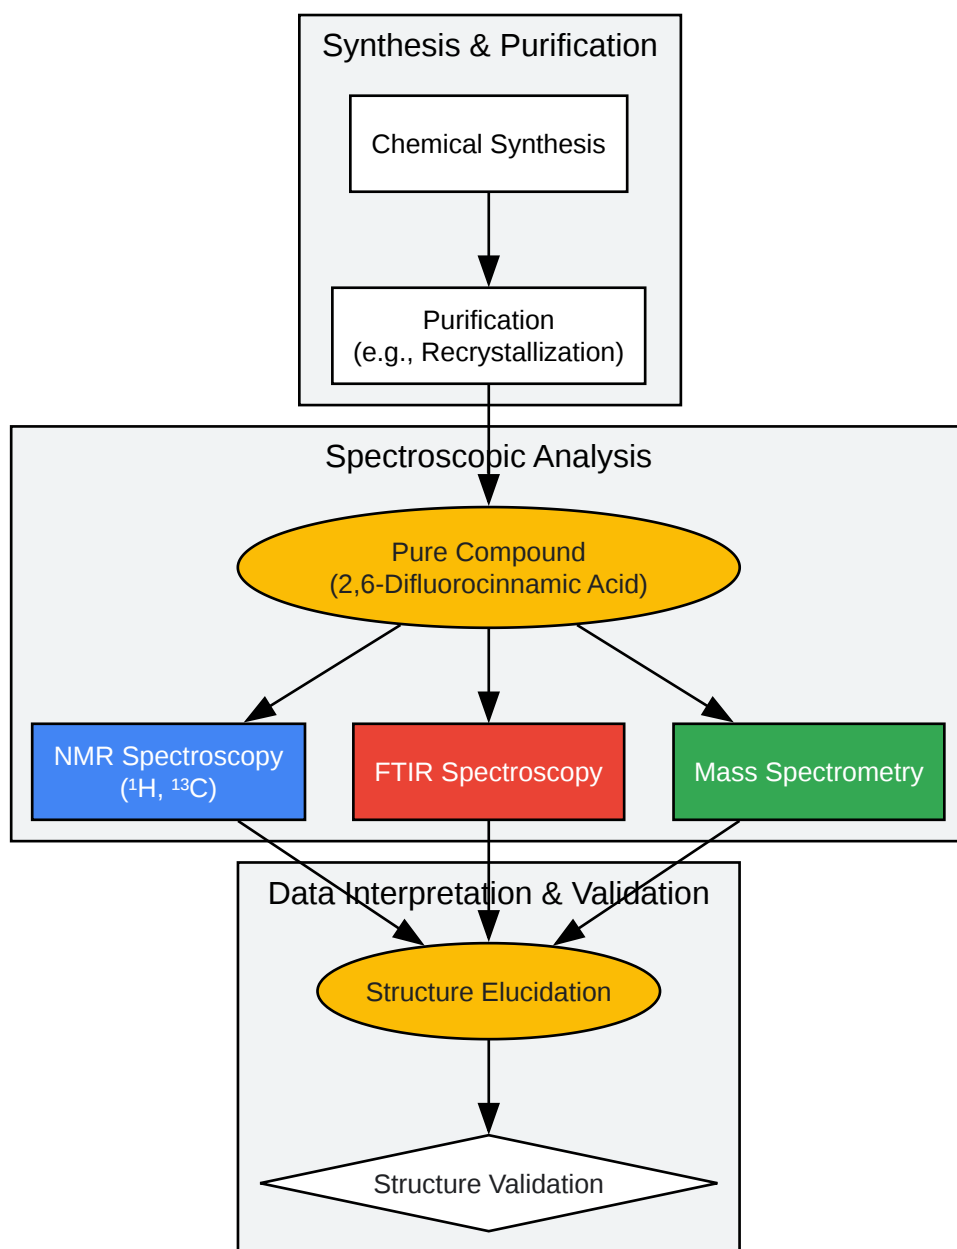 Synthesis & Purification
Chemical Synthesis
Purification
(e.g., Recrystallization)
Spectroscopic Analysis
Pure Compound
(2,6-Difluorocinnamic Acid)
NMR Spectroscopy
(¹H, ¹³C)
FTIR Spectroscopy
Mass Spectrometry
Data Interpretation & Validation
Structure Elucidation
Structure Validation